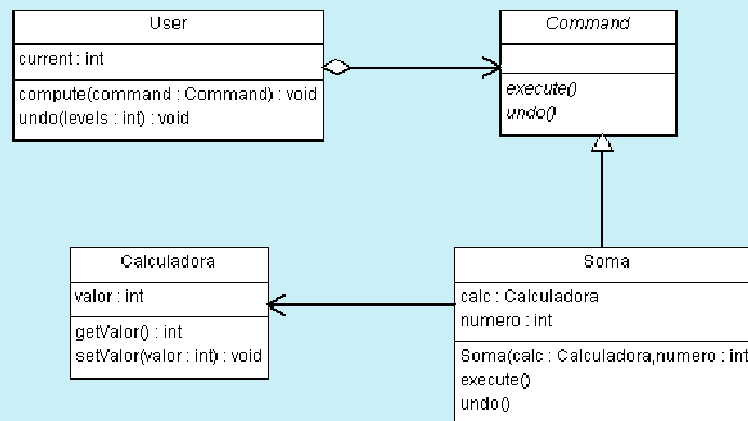 User
current : int
compute(command : Command) : void
undo(levels : int) : void
Command
execute()
undo()
Calculadora
valor : int
getValor() : int
setValor(valor : int) : void
Soma
calc : Calculadora
numero : int
Soma(calc : Calculadora,numero : int
execute()
undo()